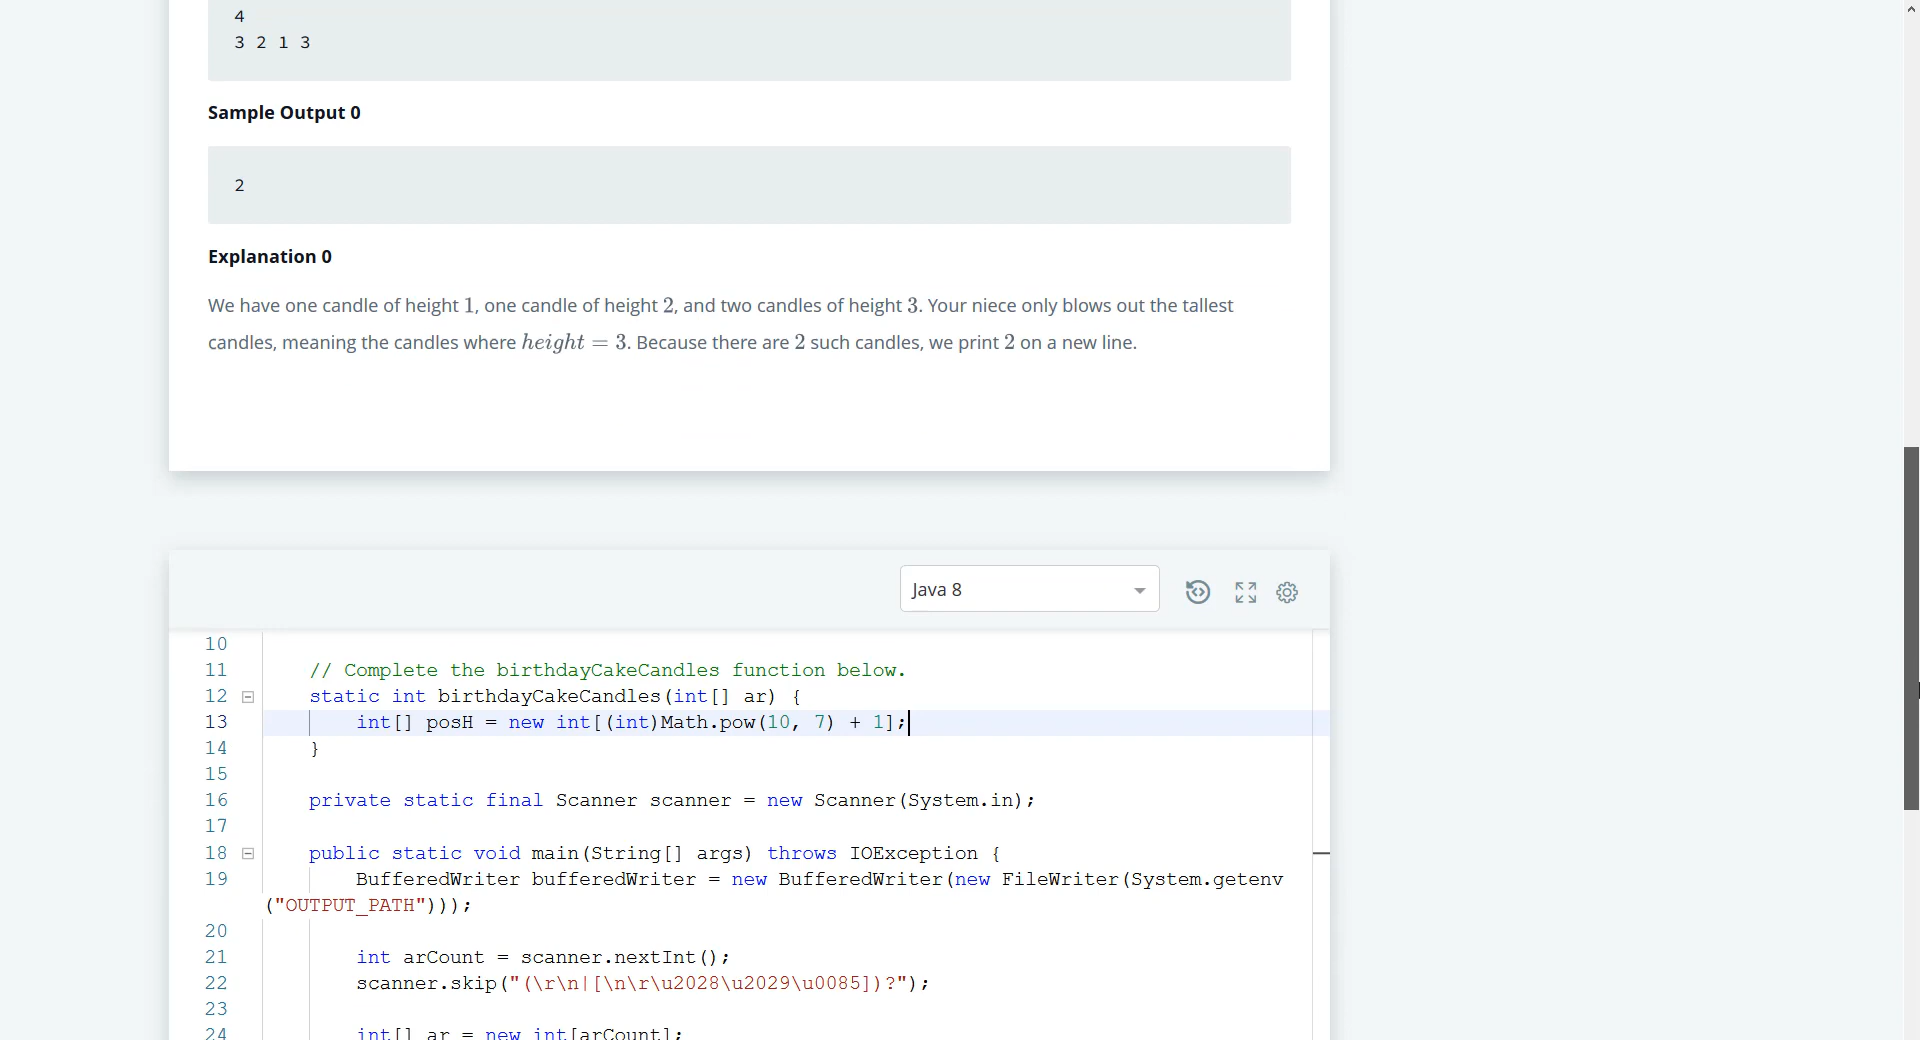 4
3 2 1 3
Sample Output 0
2
Explanation 0
We have one candle of height 1, one candle of height 2, and two candles of height 3. Your niece only blows out the tallest
candles, meaning the candles where height = 3. Because there are 2 such candles, we print 2 on a new line.
Java 8
10
11 // Complete the birthdayCakeCandles function below.
12 static int birthdayCakeCandles(int[] ar) {
13 int[] posH = new int[(int)Math.pow(10, 7) + 1];
14 }
15
16 private static final Scanner scanner = new Scanner(System.in);
17
18 public static void main(String[] args) throws IOException {
19 BufferedWriter bufferedWriter = new BufferedWriter(new FileWriter(System.getenv
("OUTPUT_PATH")));
20
21 int arCount = scanner.nextInt();
22 scanner.skip("(\r\n|[\n\r\u2028\u2029\u0085])?");
23
24 int[] ar = new int[arCount];